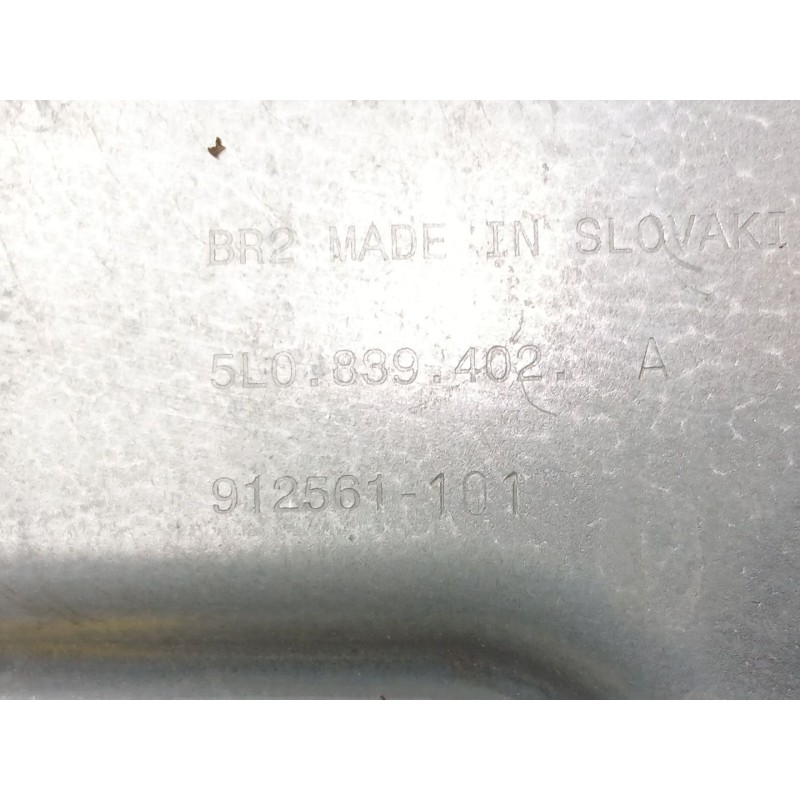 BR2 MADE IN SLOVAKI
5L0.839.402. A
912561-101